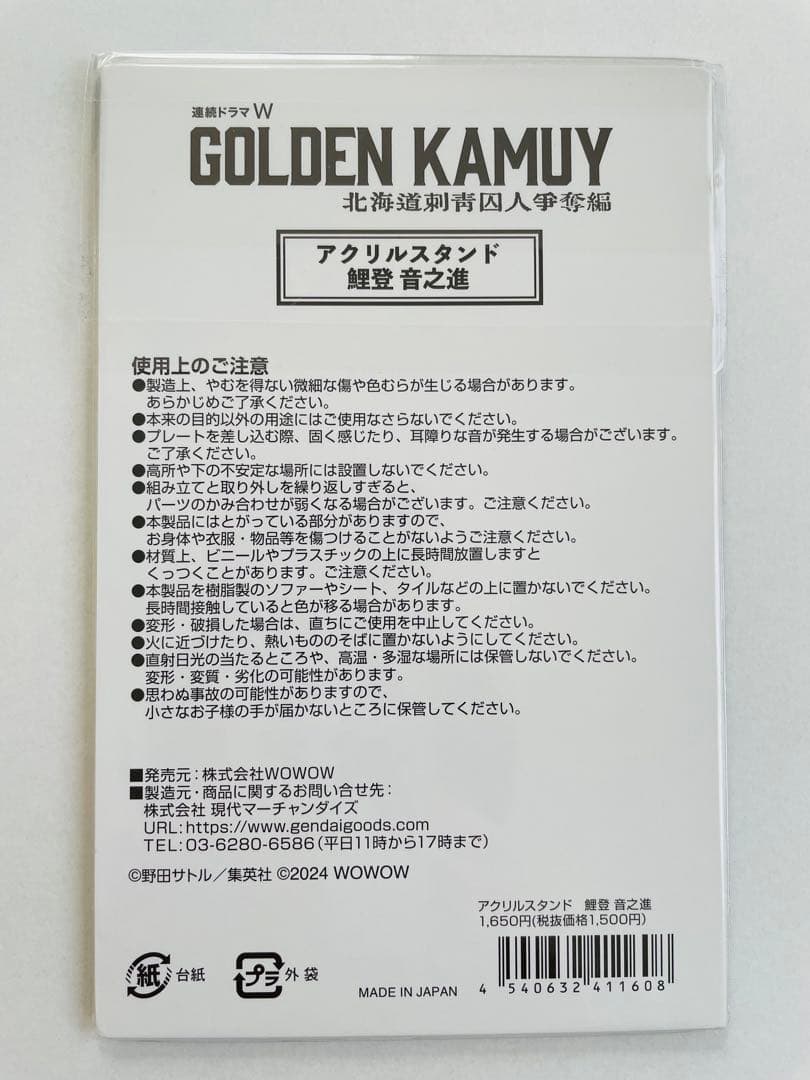 連続ドラマW
GOLDEN KAMUY
北海道刺青囚人争奪編
アクリルスタンド
鯉登 音之進
使用上のご注意
●製造上、やむを得ない微細な傷や色むらが生じる場合があります。
あらかじめご了承ください。
●本来の目的以外の用途にはご使用なさらないでください。
●プレートを差し込む際、固く感じたり、耳障りな音が発生する場合がございます。
ご了承ください。
●高所や下の不安定な場所には設置しないでください。
●組み立てと取り外しを繰り返しすぎると、
パーツのかみ合わせが弱くなる場合がございます。ご注意ください。
●本製品にはとがっている部分がありますので、
お身体や衣服・物品等を傷つけることがないようご注意ください。
●材質上、ビニールやプラスチックの上に長時間放置しますと
くっつくことがあります。ご注意ください。
●本製品を樹脂製のソファーやシート、タイルなどの上に置かないでください。
長時間接触していると色が移る場合があります。
●変形・破損した場合は、直ちにご使用を中止してください。
●火に近づけたり、熱いもののそばに置かないようにしてください。
●直射日光の当たるところや、高温・多湿な場所には保管しないでください。
変形・変質・劣化の可能性があります。
●思わぬ事故の可能性がありますので、
小さなお子様の手が届かないところに保管してください。
■発売元：株式会社WOWOW
■製造元・商品に関するお問い合せ先：
株式会社 現代マーチャンダイズ
URL:https://www.gendaigoods.com
TEL:03-6280-6586（平日11時から17時まで）
©野田サトル／集英社 ©2024 WOWOW
アクリルスタンド 鯉登 音之進
1,650円(税抜価格1,500円)
紙 台紙 プラ 外袋
MADE IN JAPAN
4 540632 411608